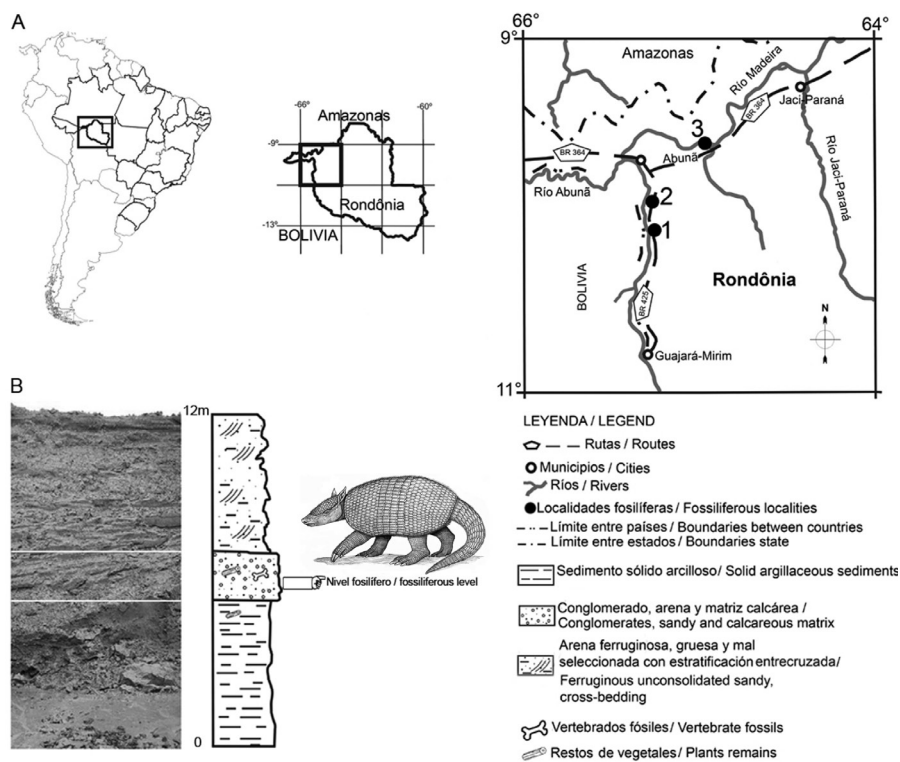 A
-66°
-60°
Amazonas
-9°
Rondônia
-13°
BOLIVIA
66°
64°
9°
Amazonas
Río Madeira
Jaci-Paraná
BR 364
3
BR 364
Abunã
Río Abunã
Río Jaci-Paraná
2
1
BOLIVIA
Rondônia
BR 425
N
Guajará-Mirim
11°
B
12m
Nivel fosilífero / fossiliferous level
0
LEYENDA / LEGEND
Rutas / Routes
Municipios / Cities
Ríos / Rivers
Localidades fosilíferas / Fossiliferous localities
Límite entre países / Boundaries between countries
Límite entre estados / Boundaries state
Sedimento sólido arcilloso / Solid argillaceous sediments
Conglomerado, arena y matriz calcárea /
Conglomerates, sandy and calcareous matrix
Arena ferruginosa, gruesa y mal
seleccionada con estratificación entrecruzada/
Ferruginous unconsolidated sandy,
cross-bedding
Vertebrados fósiles / Vertebrate fossils
Restos de vegetales / Plants remains